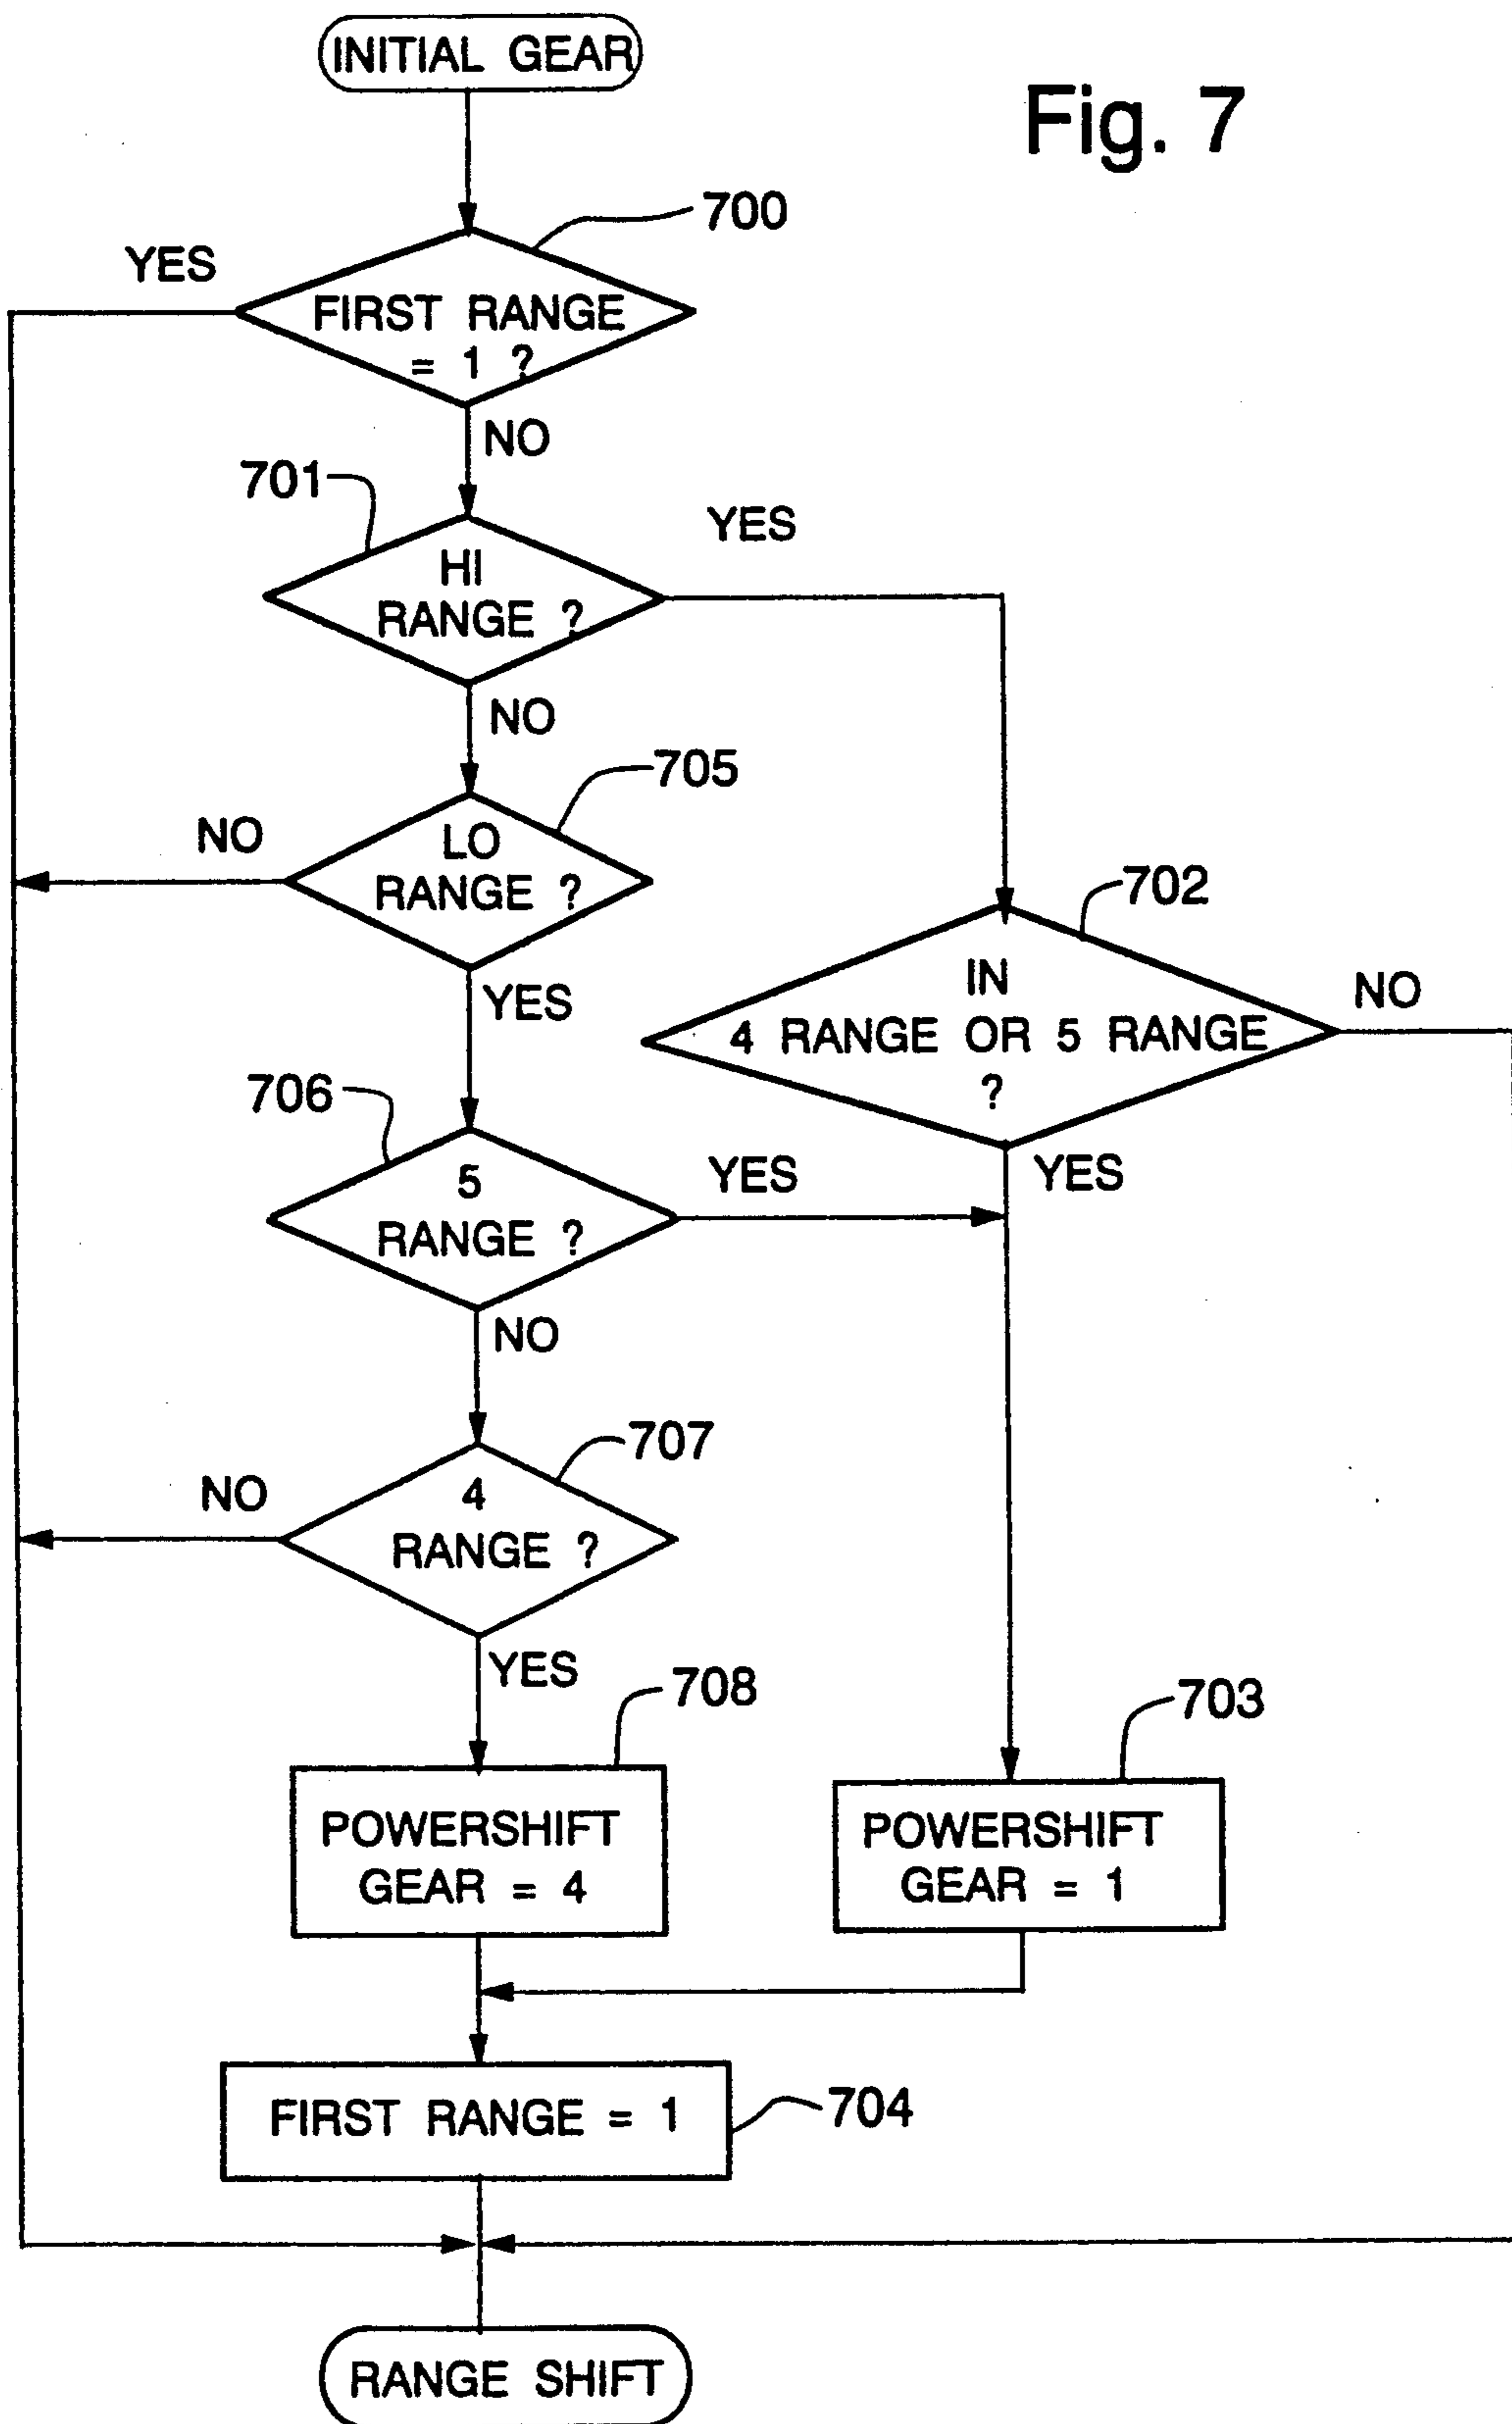 INITIAL GEAR
Fig. 7
700
YES
FIRST RANGE
= 1 ?
NO
701
YES
HI
RANGE ?
NO
705
NO
LO
RANGE ?
702
YES
IN
4 RANGE OR 5 RANGE
?
NO
706
YES
5
RANGE ?
YES
NO
707
NO
4
RANGE ?
YES
708
703
POWERSHIFT
GEAR = 4
POWERSHIFT
GEAR = 1
FIRST RANGE = 1
704
RANGE SHIFT